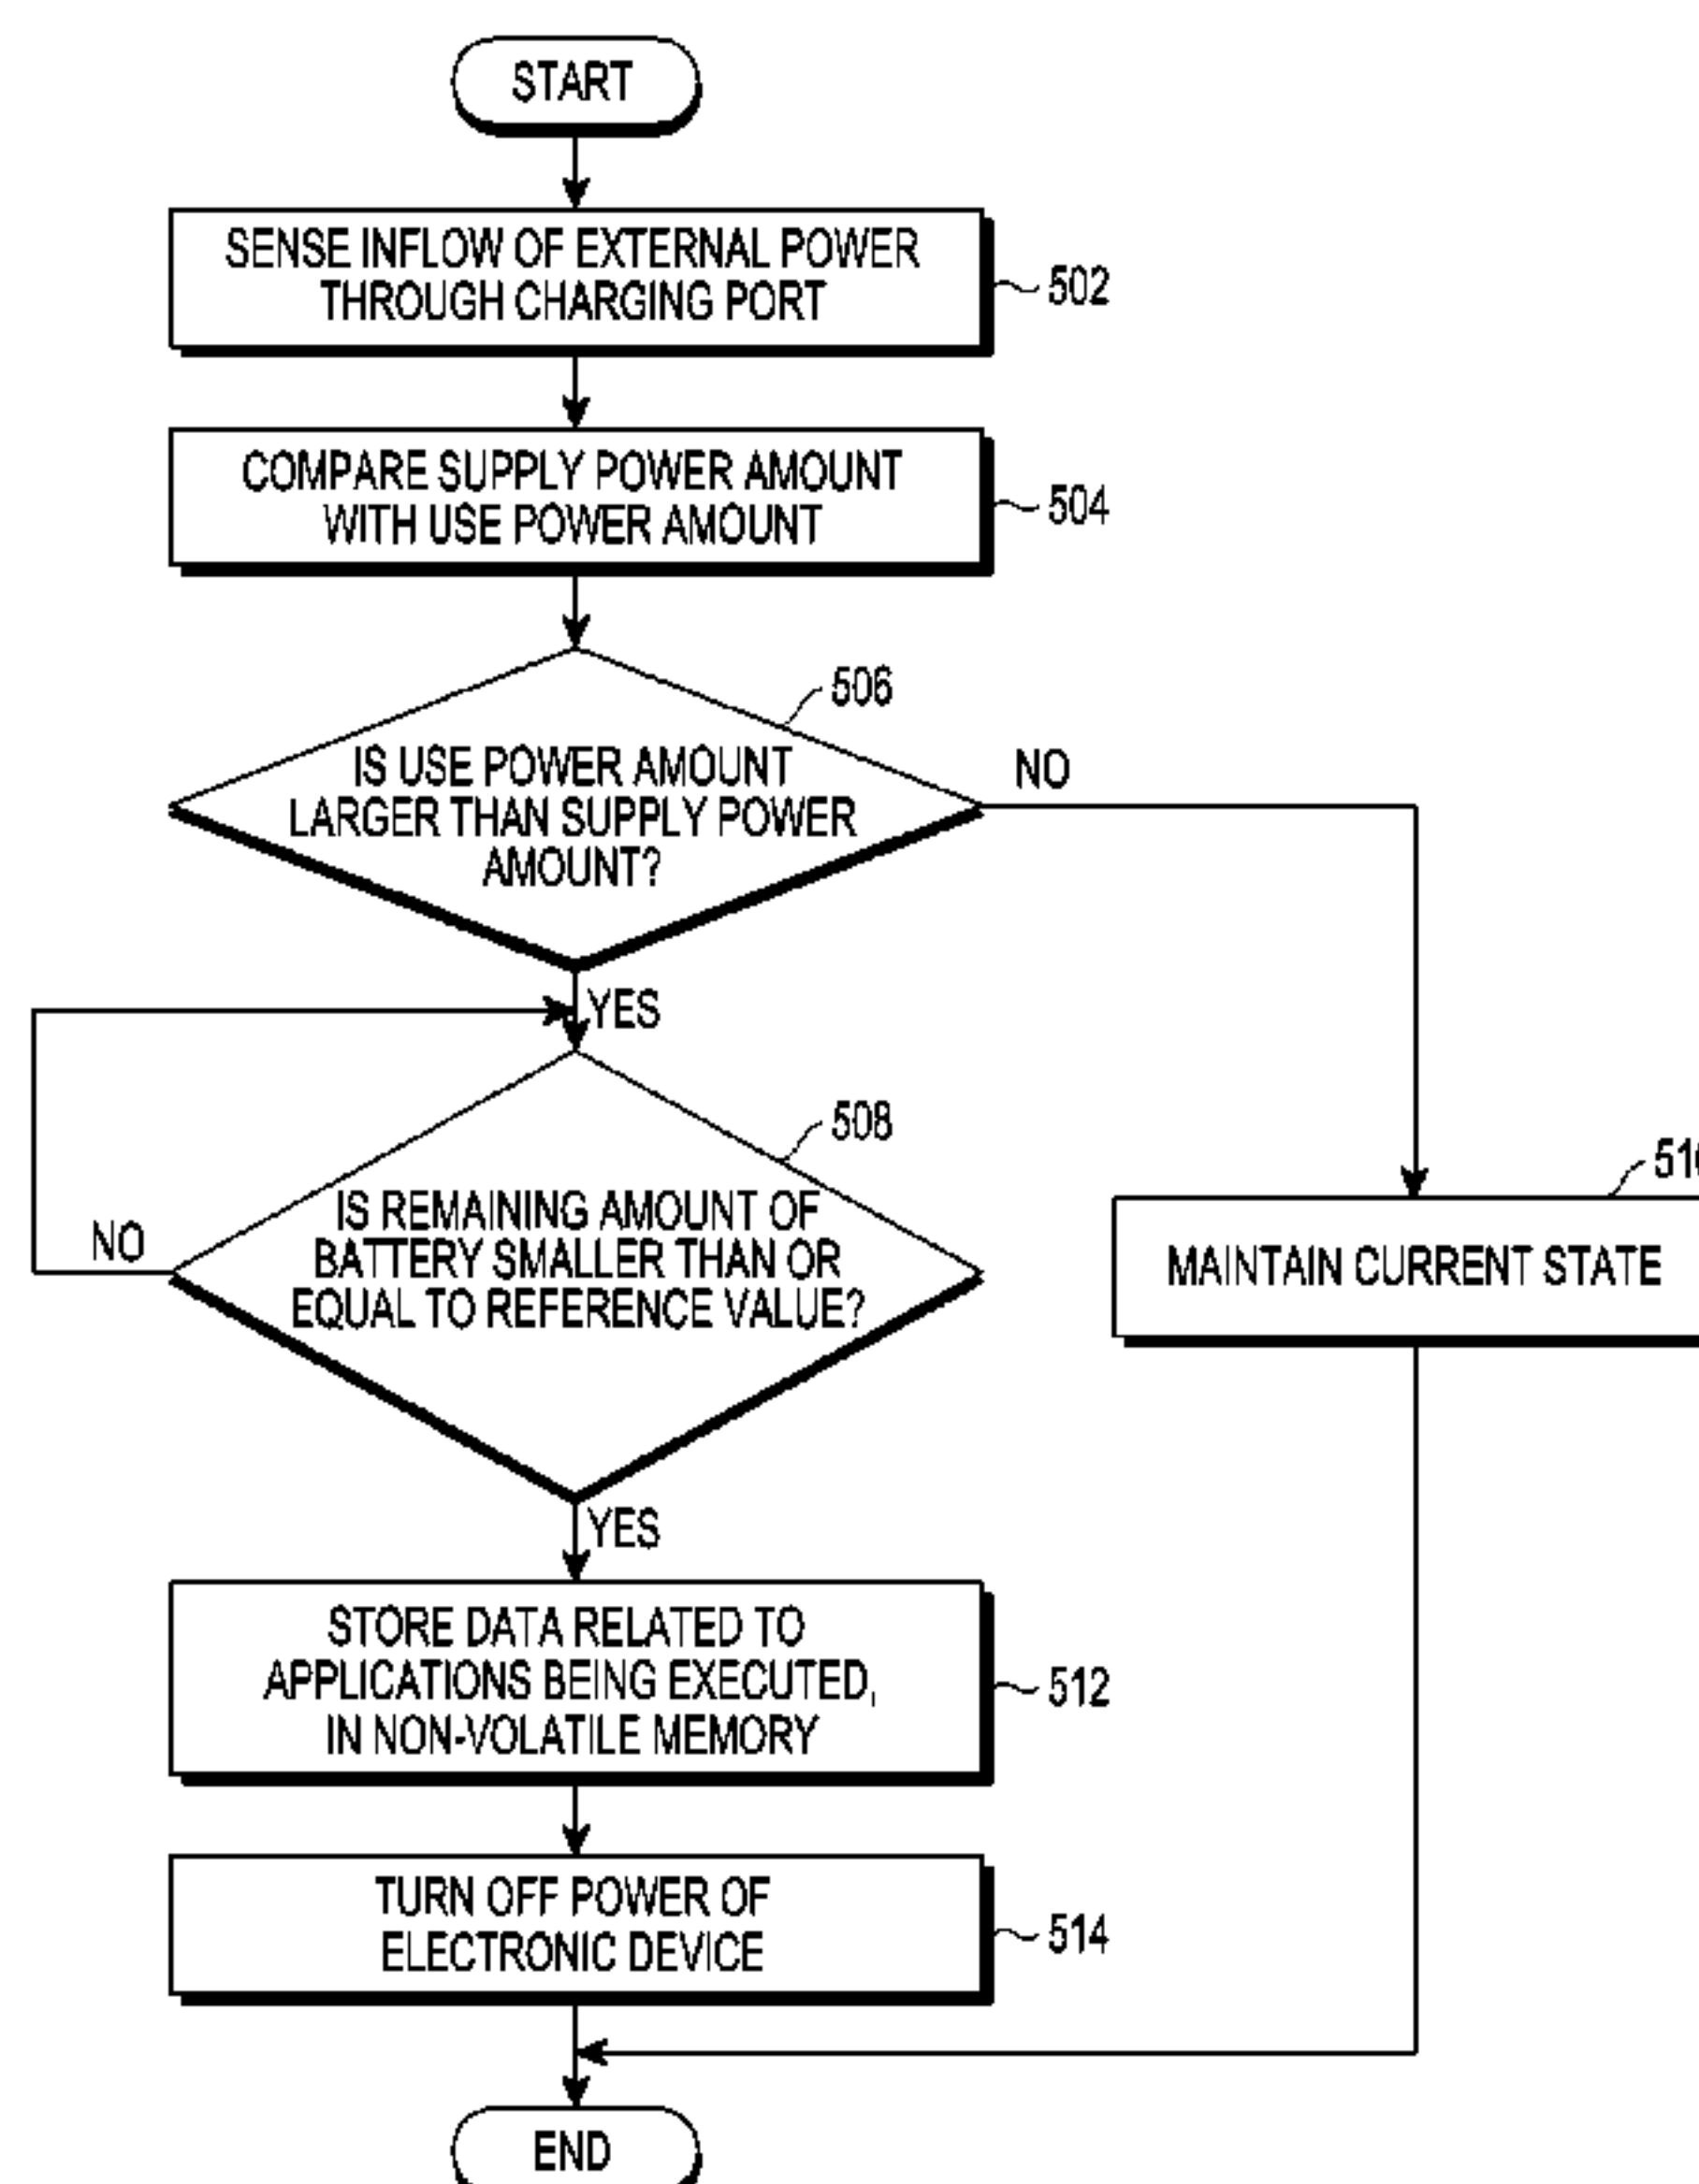 START
SENSE INFLOW OF EXTERNAL POWER
THROUGH CHARGING PORT
502
COMPARE SUPPLY POWER AMOUNT
WITH USE POWER AMOUNT
504
506
IS USE POWER AMOUNT
LARGER THAN SUPPLY POWER
AMOUNT?
NO
YES
508
IS REMAINING AMOUNT OF
BATTERY SMALLER THAN OR
EQUAL TO REFERENCE VALUE?
NO
MAINTAIN CURRENT STATE
YES
STORE DATA RELATED TO
APPLICATIONS BEING EXECUTED,
IN NON-VOLATILE MEMORY
512
TURN OFF POWER OF
ELECTRONIC DEVICE
514
END